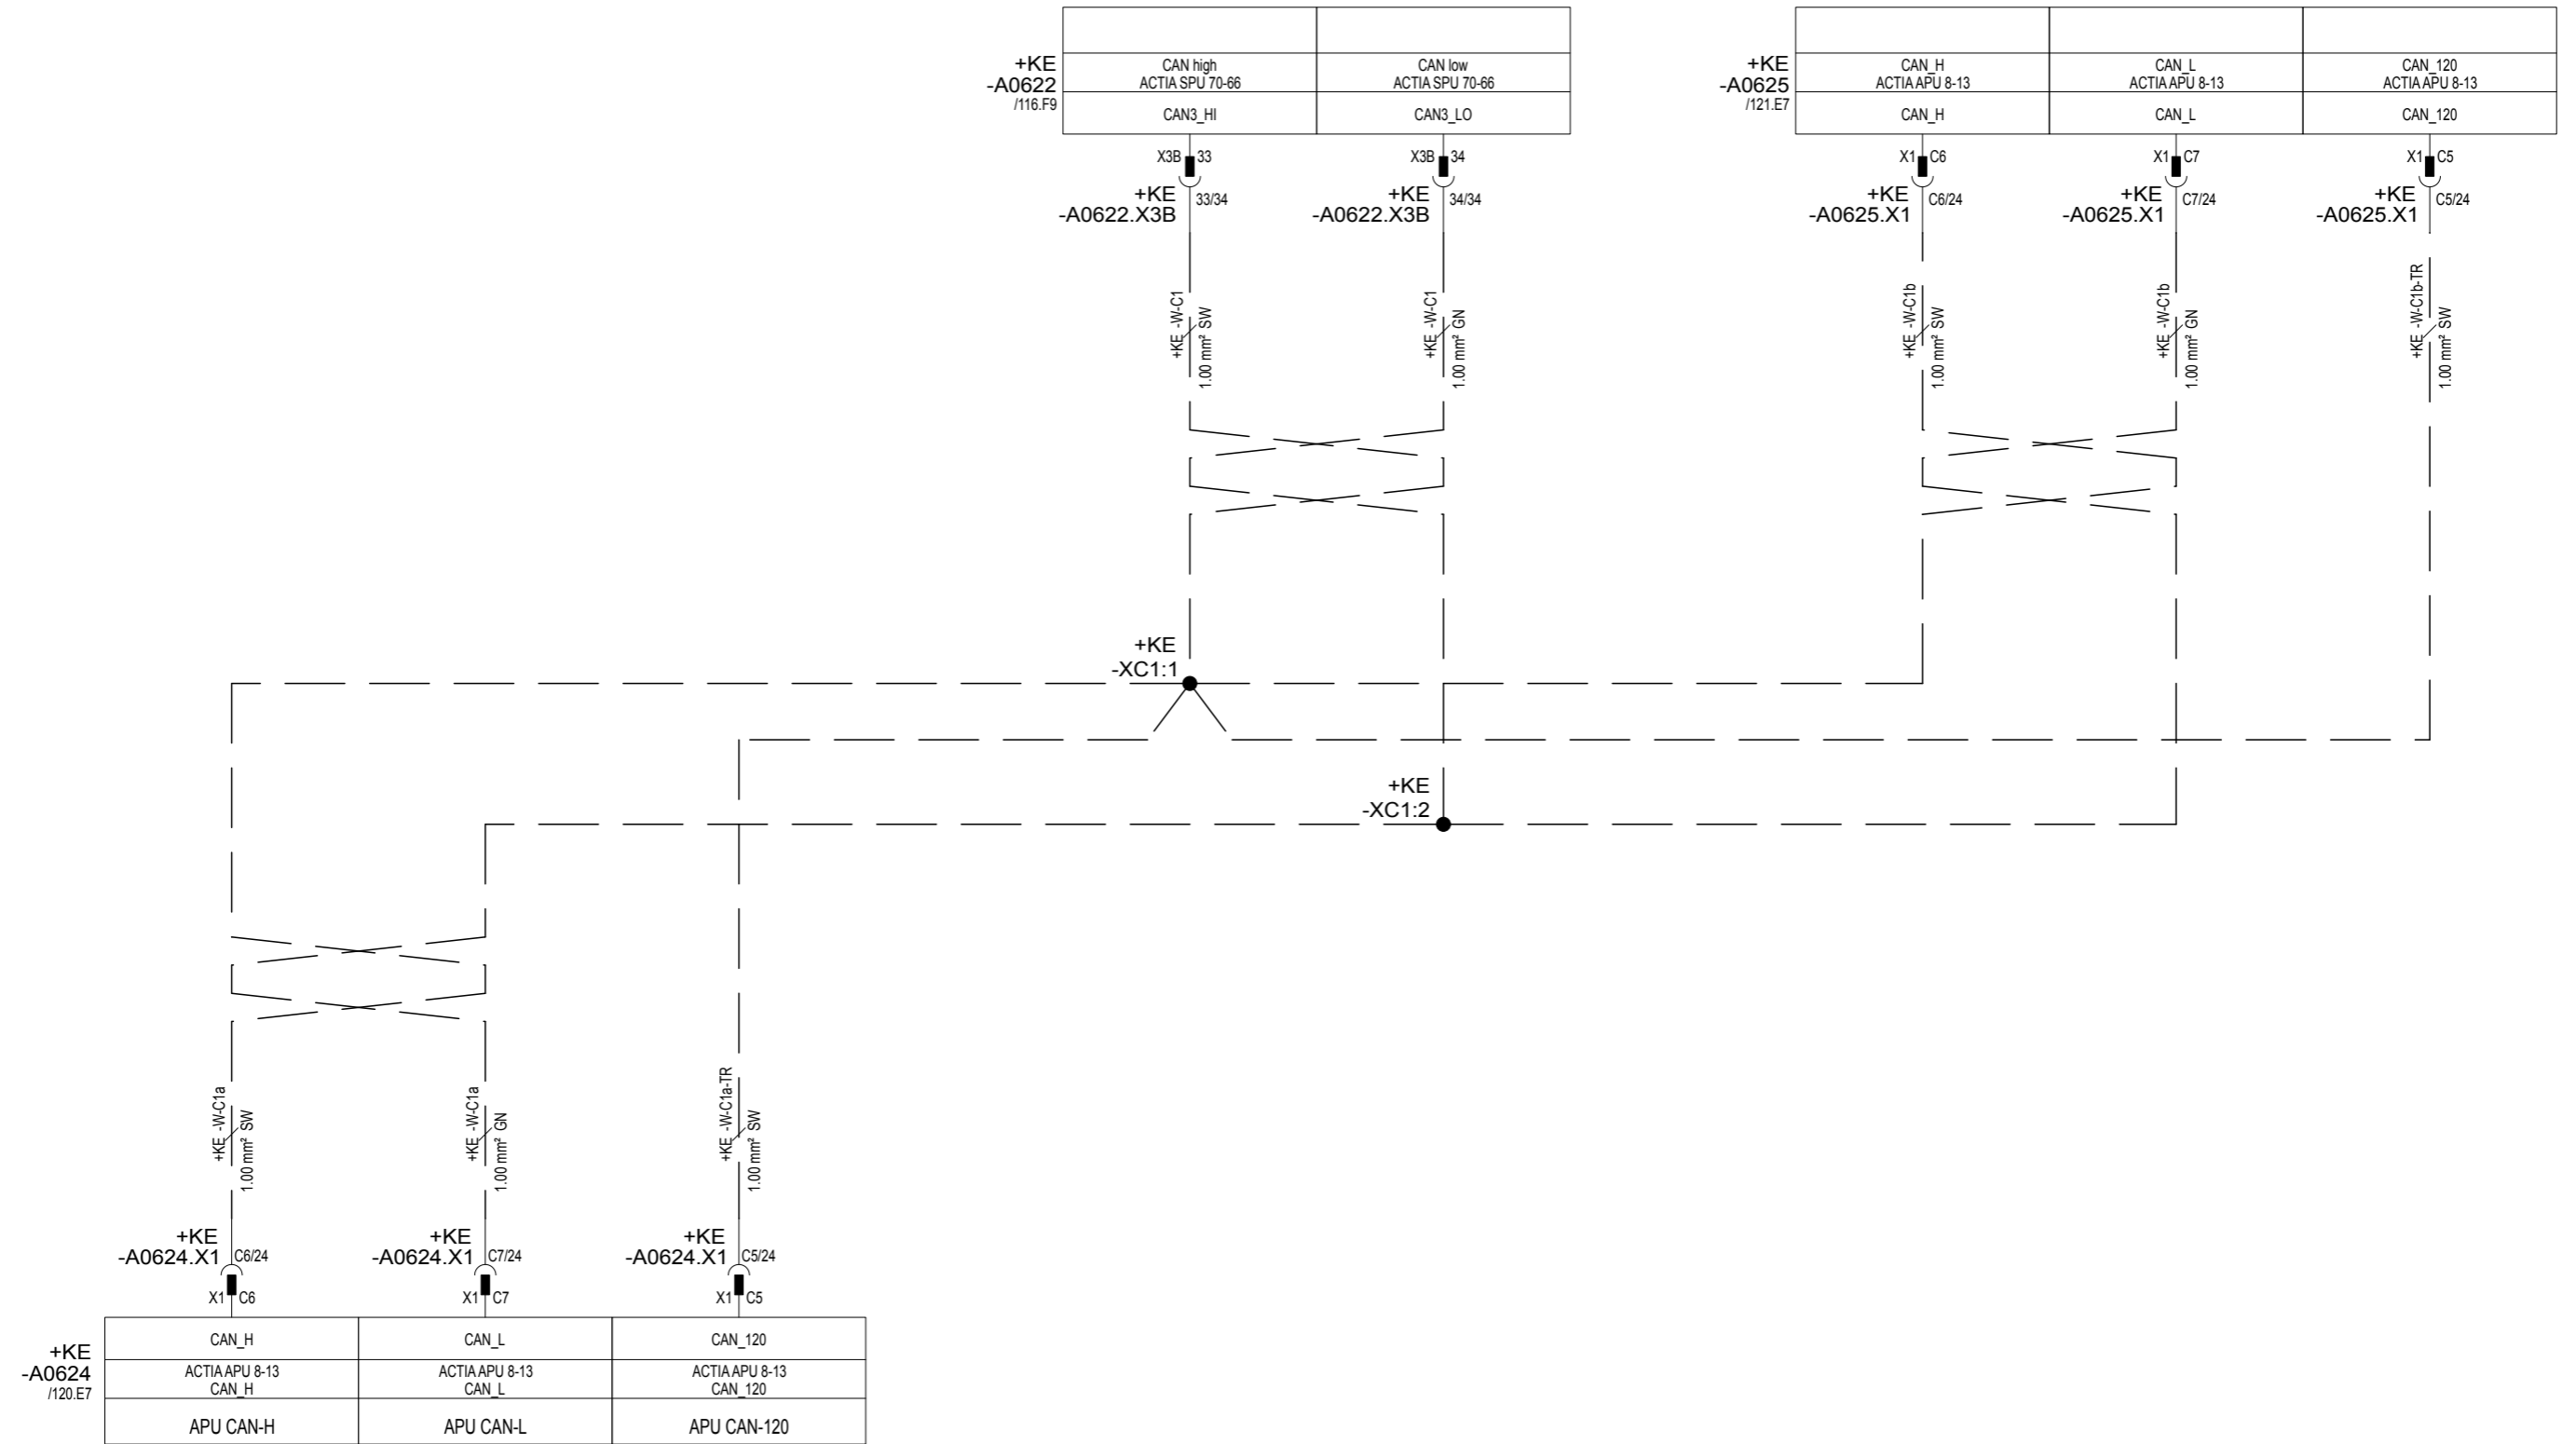 +KE
-A0622
/116.F9
CAN high
ACTIA SPU 70-66
CAN3_HI
CAN low
ACTIA SPU 70-66
CAN3_LO
+KE
-A0625
/121.E7
CAN_H
ACTIA APU 8-13
CAN_H
CAN_L
ACTIA APU 8-13
CAN_L
CAN_120
ACTIA APU 8-13
CAN_120
X3B 33
+KE
-A0622.X3B
33/34
X3B 34
+KE
-A0622.X3B
34/34
X1 C6
+KE
-A0625.X1
C6/24
X1 C7
+KE
-A0625.X1
C7/24
X1 C5
+KE
-A0625.X1
C5/24
+KE -W-C1
1.00 mm² SW
+KE -W-C1
1.00 mm² GN
+KE -W-C1b
1.00 mm² SW
+KE -W-C1b
1.00 mm² GN
+KE -W-C1b-TR
1.00 mm² SW
+KE
-XC1:1
+KE
-XC1:2
+KE -W-C1a
1.00 mm² SW
+KE -W-C1a
1.00 mm² GN
+KE -W-C1a-TR
1.00 mm² SW
+KE
-A0624.X1
C6/24
X1 C6
+KE
-A0624.X1
C7/24
X1 C7
+KE
-A0624.X1
C5/24
X1 C5
+KE
-A0624
/120.E7
CAN_H
ACTIA APU 8-13
CAN_H
APU CAN-H
CAN_L
ACTIA APU 8-13
CAN_L
APU CAN-L
CAN_120
ACTIA APU 8-13
CAN_120
APU CAN-120